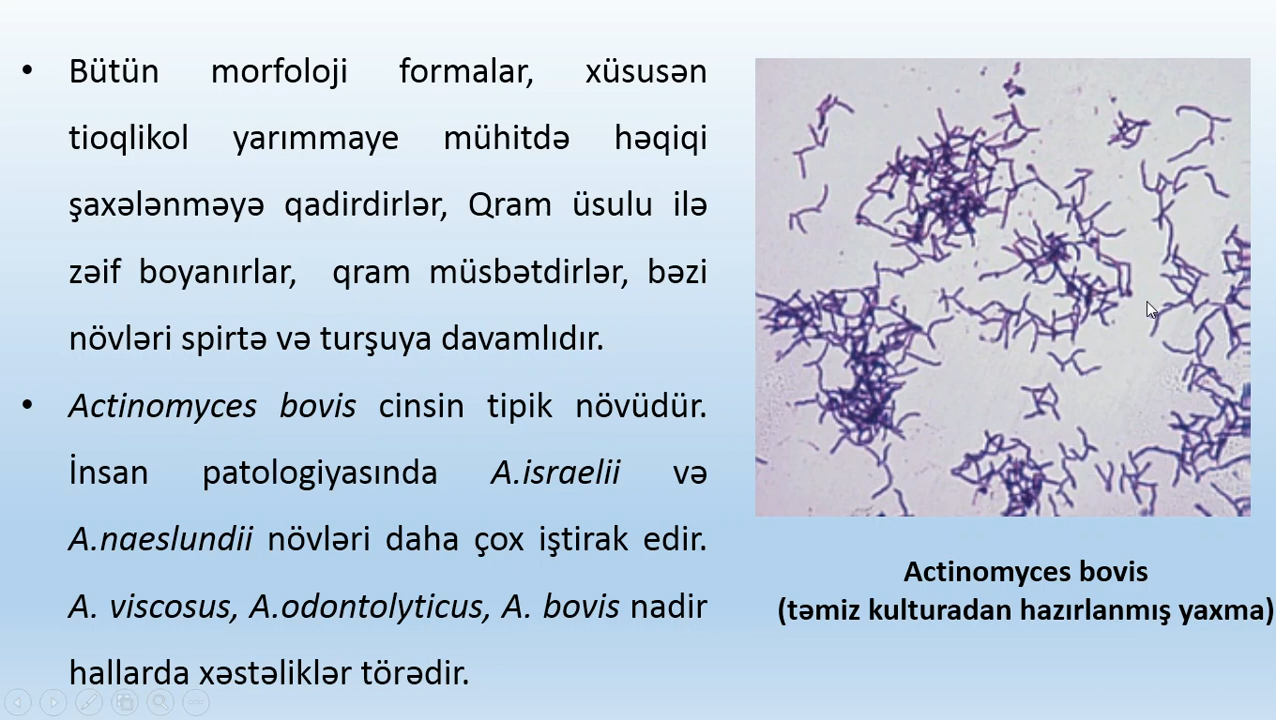 • Bütün morfoloji formalar, xüsusən
tioqlikol yarımmaye mühitdə həqiqi
şaxələnməyə qadirdirlər, Qram üsulu ilə
zəif boyanırlar, qram müsbətdirlər, bəzi
növləri spirtə və turşuya davamlıdır.
• Actinomyces bovis cinsin tipik növüdür.
İnsan patologiyasında A.israelii və
A.naeslundii növləri daha çox iştirak edir.
A. viscosus, A.odontolyticus, A. bovis nadir
hallarda xəstəliklər törədir.
Actinomyces bovis
(təmiz kulturadan hazırlanmış yaxma)